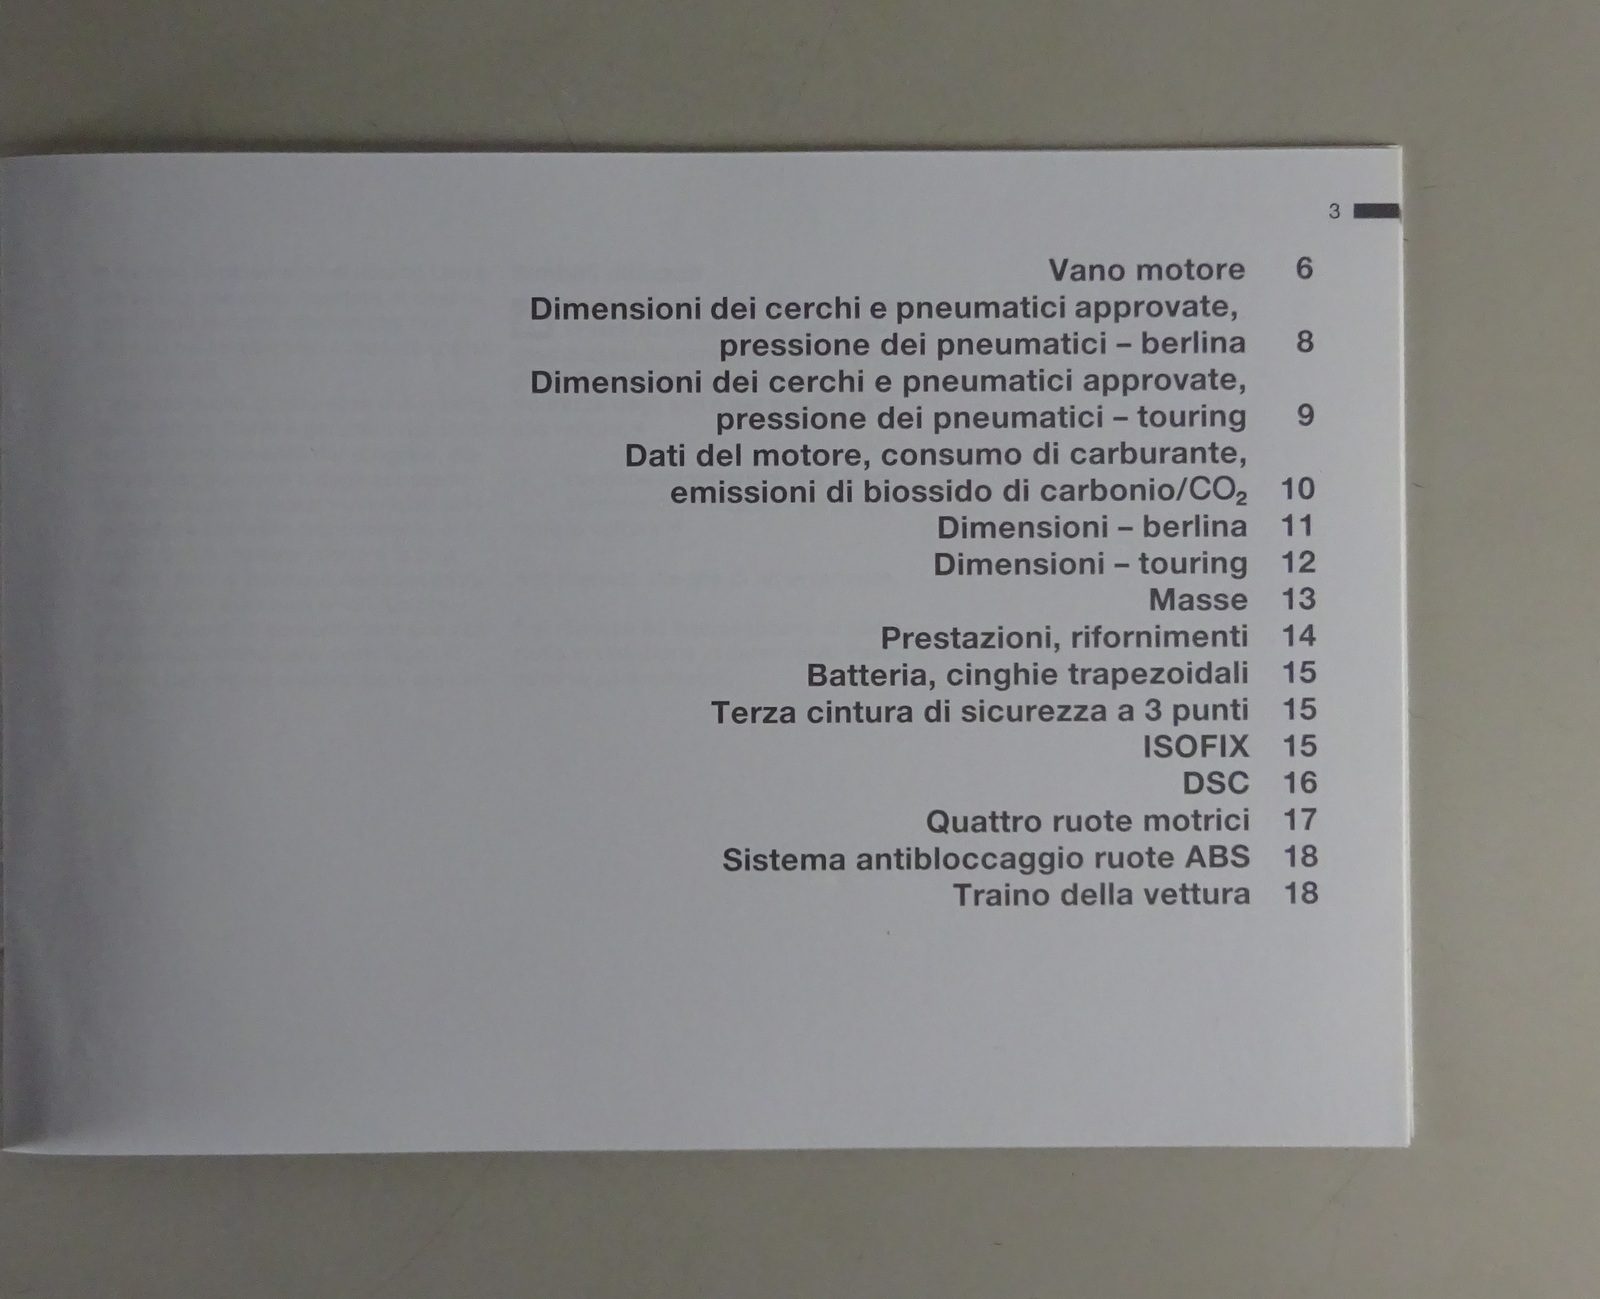 3
Vano motore 6
Dimensioni dei cerchi e pneumatici approvate,
pressione dei pneumatici – berlina 8
Dimensioni dei cerchi e pneumatici approvate,
pressione dei pneumatici – touring 9
Dati del motore, consumo di carburante,
emissioni di biossido di carbonio/CO₂ 10
Dimensioni – berlina 11
Dimensioni – touring 12
Masse 13
Prestazioni, rifornimenti 14
Batteria, cinghie trapezoidali 15
Terza cintura di sicurezza a 3 punti 15
ISOFIX 15
DSC 16
Quattro ruote motrici 17
Sistema antibloccaggio ruote ABS 18
Traino della vettura 18